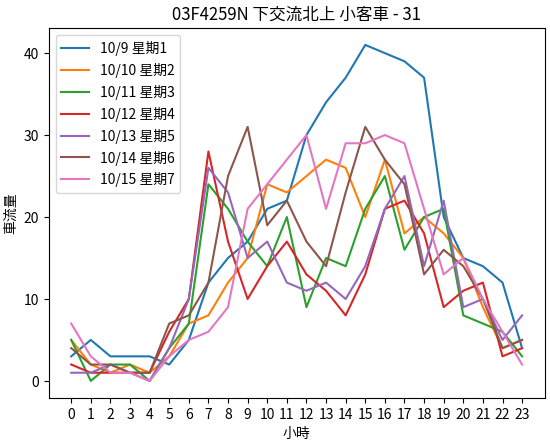 03F4259N 下交流北上 小客車 - 31
10/9 星期1
10/10 星期2
10/11 星期3
10/12 星期4
10/13 星期5
10/14 星期6
10/15 星期7
車流量
40
30
20
10
0
0 1 2 3 4 5 6 7 8 9 10 11 12 13 14 15 16 17 18 19 20 21 22 23
小時